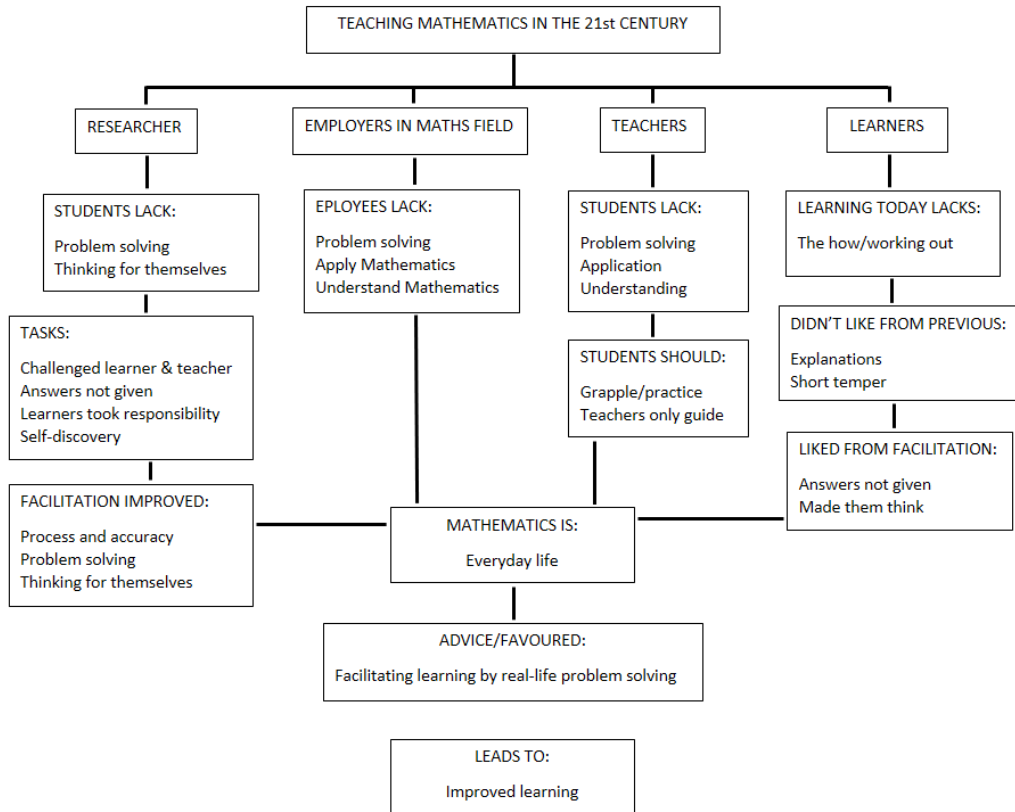 TEACHING MATHEMATICS IN THE 21st CENTURY
RESEARCHER
EMPLOYERS IN MATHS FIELD
TEACHERS
LEARNERS
STUDENTS LACK:
Problem solving
Thinking for themselves
EPLOYEES LACK:
Problem solving
Apply Mathematics
Understand Mathematics
STUDENTS LACK:
Problem solving
Application
Understanding
LEARNING TODAY LACKS:
The how/working out
TASKS:
Challenged learner & teacher
Answers not given
Learners took responsibility
Self-discovery
STUDENTS SHOULD:
Grapple/practice
Teachers only guide
DIDN'T LIKE FROM PREVIOUS:
Explanations
Short temper
FACILITATION IMPROVED:
Process and accuracy
Problem solving
Thinking for themselves
LIKED FROM FACILITATION:
Answers not given
Made them think
MATHEMATICS IS:
Everyday life
ADVICE/FAVOURED:
Facilitating learning by real-life problem solving
LEADS TO:
Improved learning